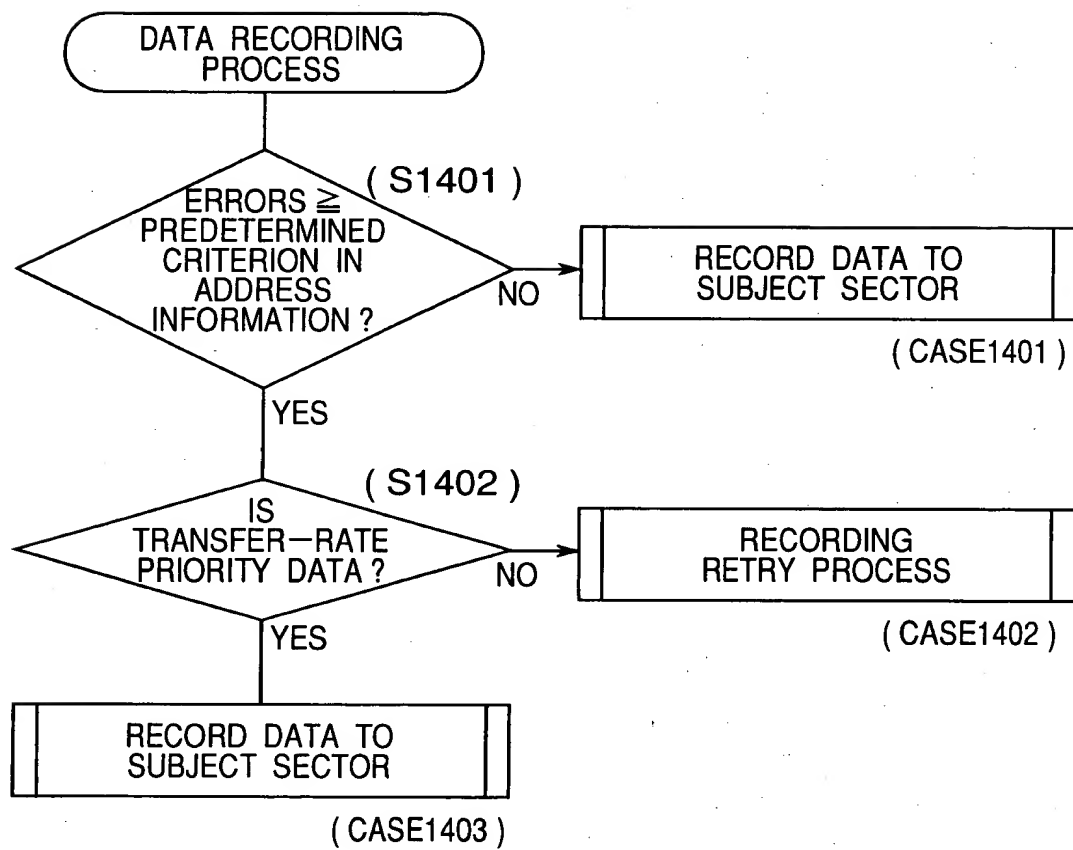 DATA RECORDING
PROCESS
( S1401 )
ERRORS ≧
PREDETERMINED
CRITERION IN
ADDRESS
INFORMATION ?
NO
RECORD DATA TO
SUBJECT SECTOR
( CASE1401 )
YES
( S1402 )
IS
TRANSFER–RATE
PRIORITY DATA ?
NO
RECORDING
RETRY PROCESS
( CASE1402 )
YES
RECORD DATA TO
SUBJECT SECTOR
( CASE1403 )